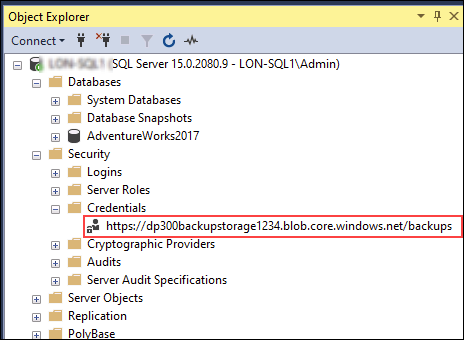 Object Explorer
Connect
(SQL Server 15.0.2080.9 - LON-SQL1\Admin)
Databases
System Databases
Database Snapshots
AdventureWorks2017
Security
Logins
Server Roles
Credentials
https://dp300backupstorage1234.blob.core.windows.net/backups
Cryptographic Providers
Audits
Server Audit Specifications
Server Objects
Replication
PolyBase